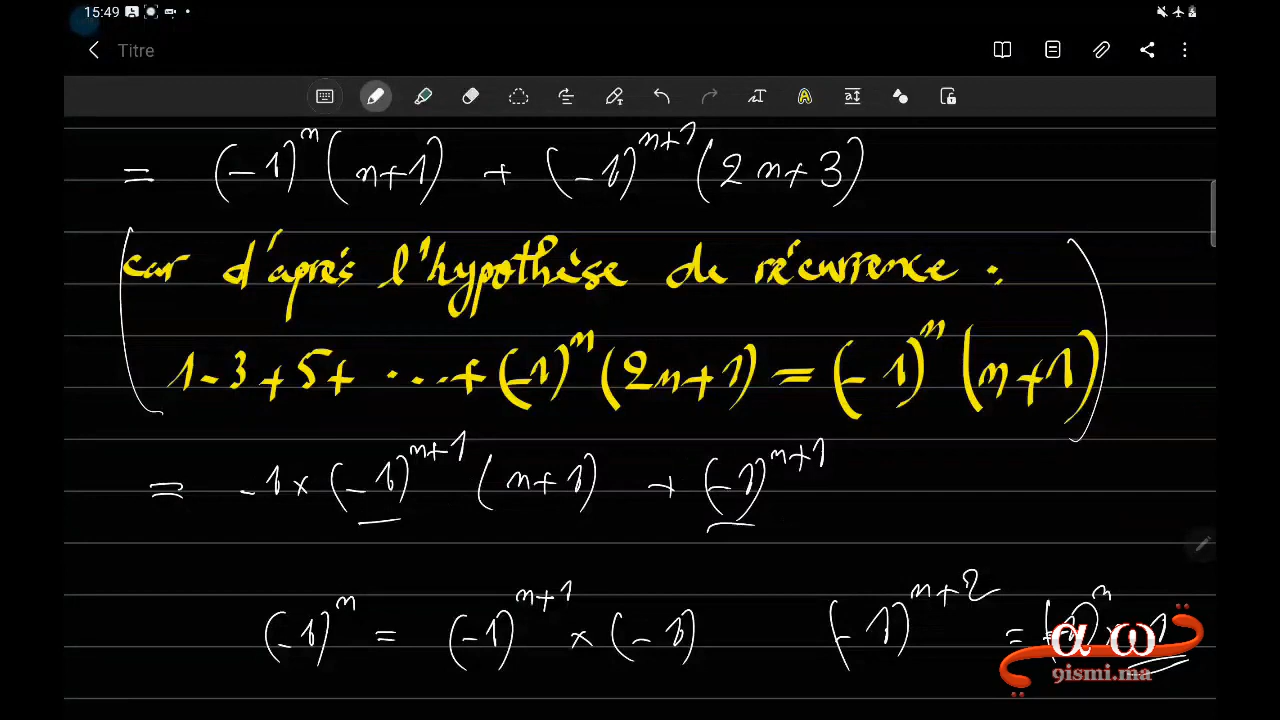 15:49
Titre
= (-1)^n (n+1) + (-1)^{n+1} (2n+3)
(car d'après l'hypothèse de récurrence :
1-3+5+ ...+(-1)^n (2n+1) = (-1)^n (n+1))
= -1×(-1)^{n+1} (n+1) + (-1)^{n+1}
(-1)^n = (-1)^{n+1} × (-1) (-1)^{n+2} =
α ω
9ismi.ma